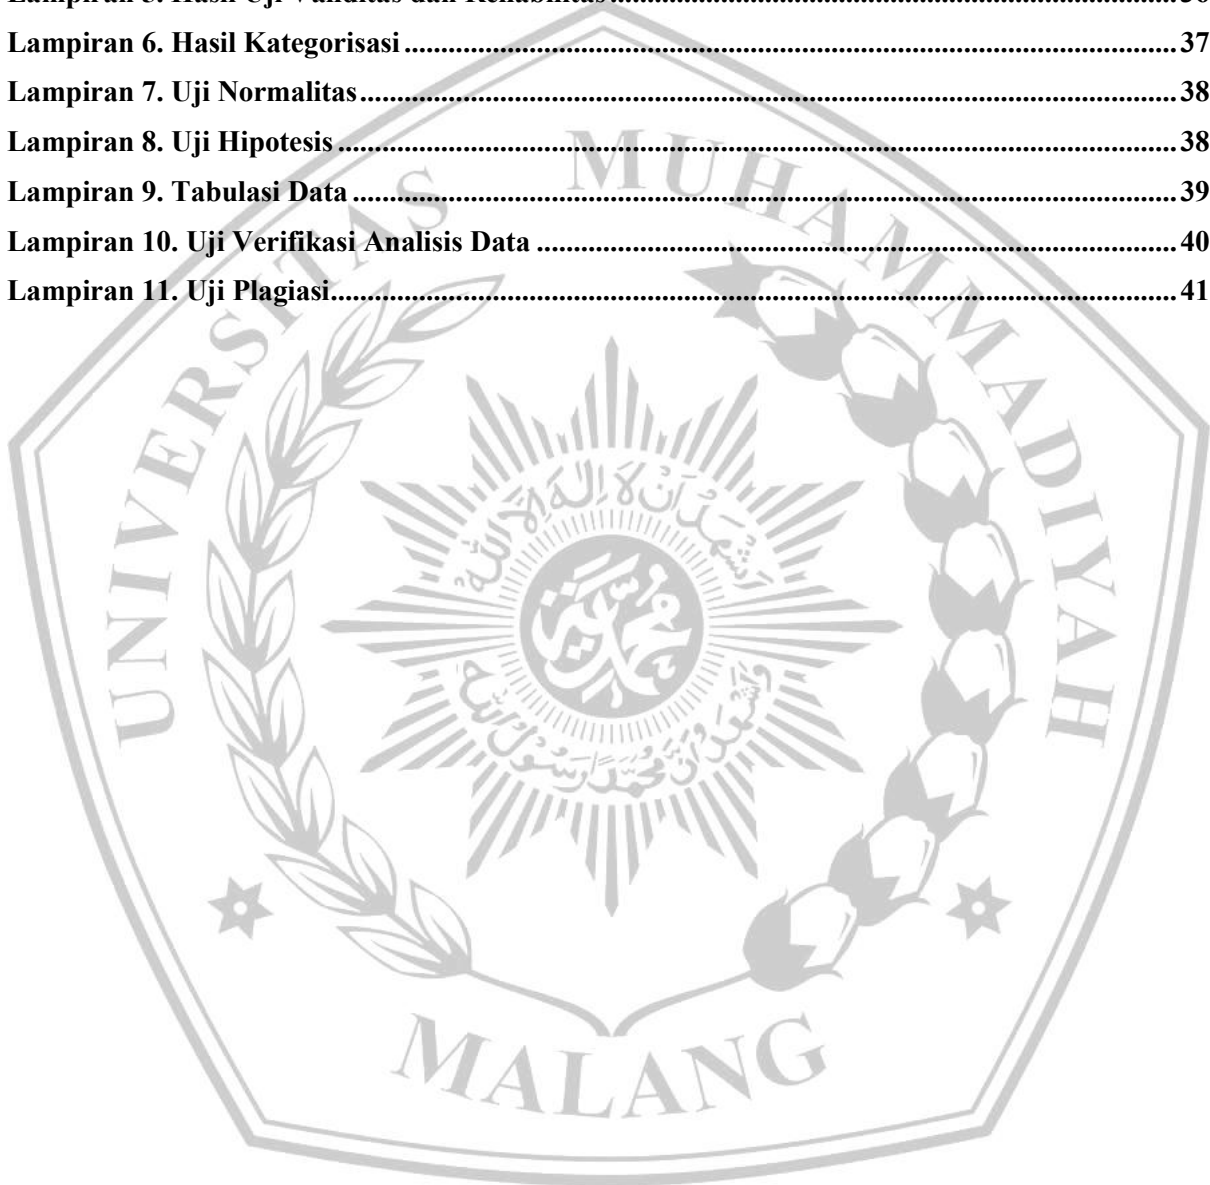 Lampiran 6. Hasil Kategorisasi ........................ 37
Lampiran 7. Uji Normalitas ........................ 38
Lampiran 8. Uji Hipotesis ........................ 38
Lampiran 9. Tabulasi Data ........................ 39
Lampiran 10. Uji Verifikasi Analisis Data ........................ 40
Lampiran 11. Uji Plagiasi ........................ 41
UNIVERSITAS MUHAMMADIYAH
MALANG